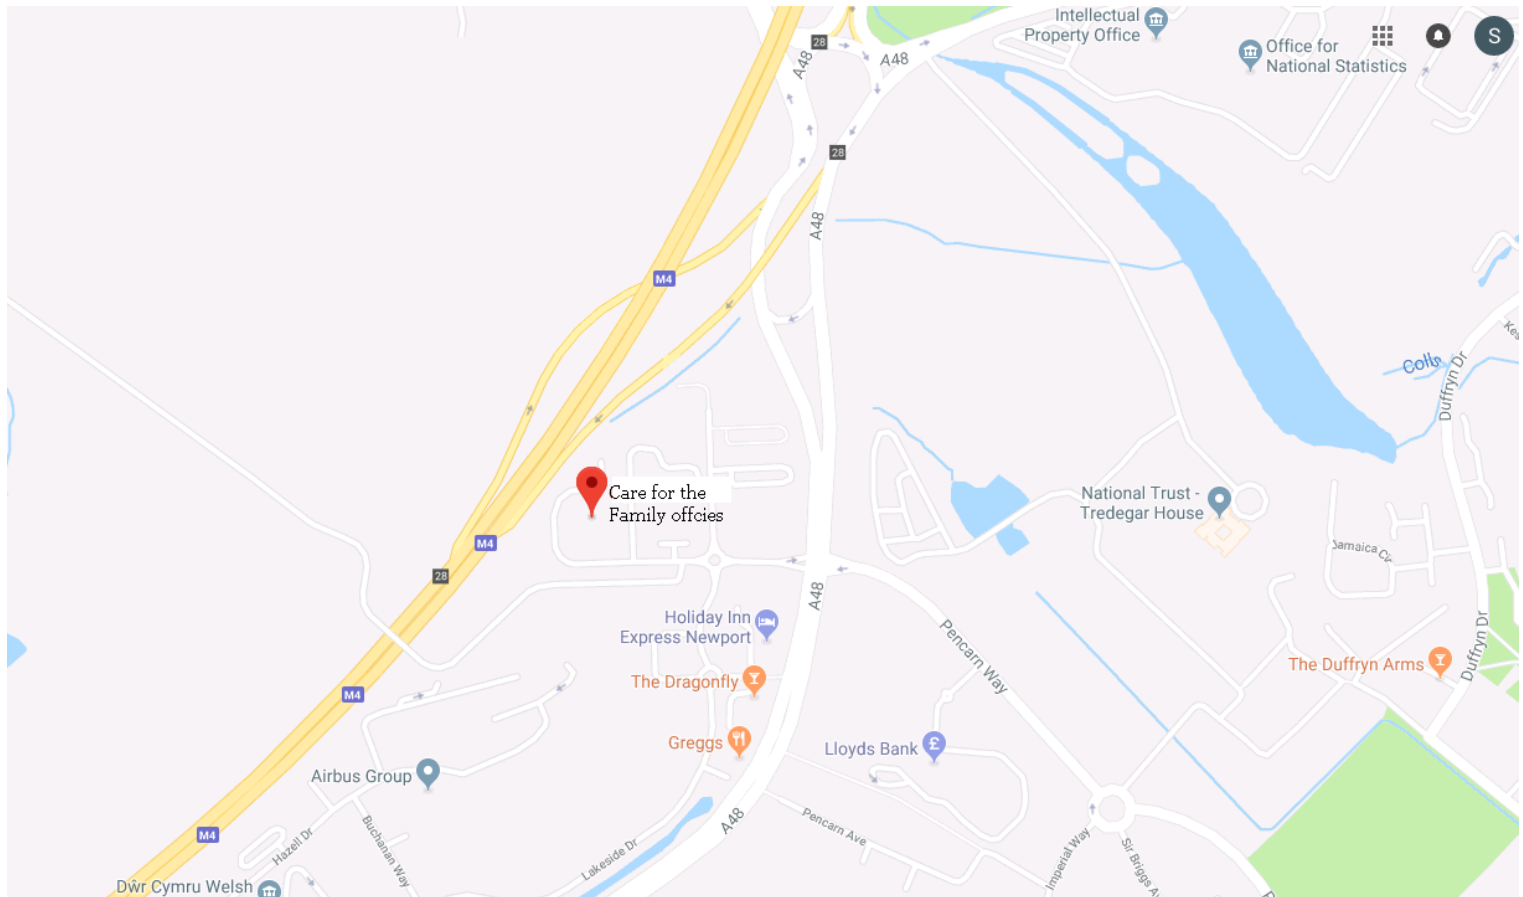 Intellectual
Property Office
S
Office for
National Statistics
28
A48
A48
28
A48
M4
Duffryn Dr
Care for the
Family offcies
National Trust -
Tredegar House
M4
Jamaica Clo
28
A48
Holiday Inn
Express Newport
Pencarn Way
Duffryn Dr
The Duffryn Arms
The Dragonfly
M4
Greggs
Lloyds Bank
£
Airbus Group
A48
Pencarn Ave
M4
Hazell Dr
Buchanan Way
Lakeside Dr
Imperial Way
Sir Briggs Av
Dŵr Cymru Welsh